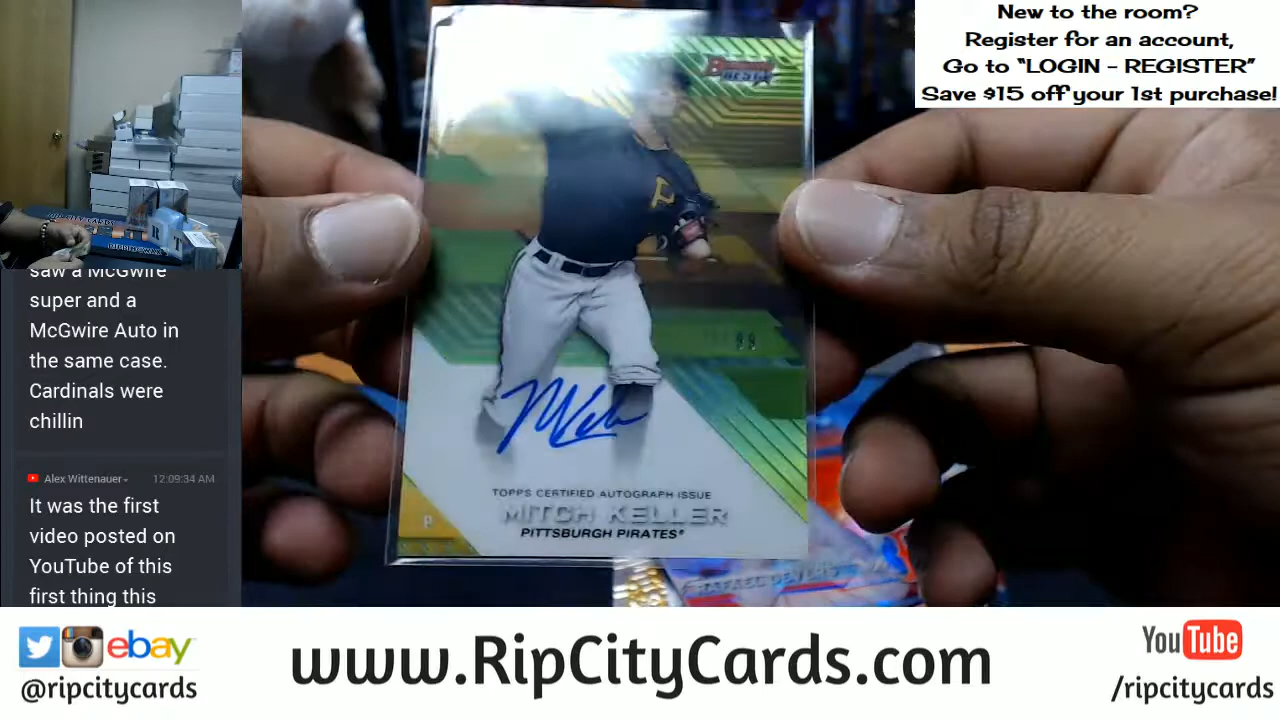 New to the room?
Register for an account,
Go to "LOGIN - REGISTER"
Save $15 off your 1st purchase!
saw a McGwire
super and a
McGwire Auto in
the same case.
Cardinals were
chillin
Alex Wittenauer 12:09:34 AM
It was the first
video posted on
YouTube of this
first thing this
BEST
P
99
TOPPS CERTIFIED AUTOGRAPH ISSUE
MITCH KELLER
PITTSBURGH PIRATES®
P
ebay
@ripcitycards
www.RipCityCards.com
YouTube
/ripcitycards